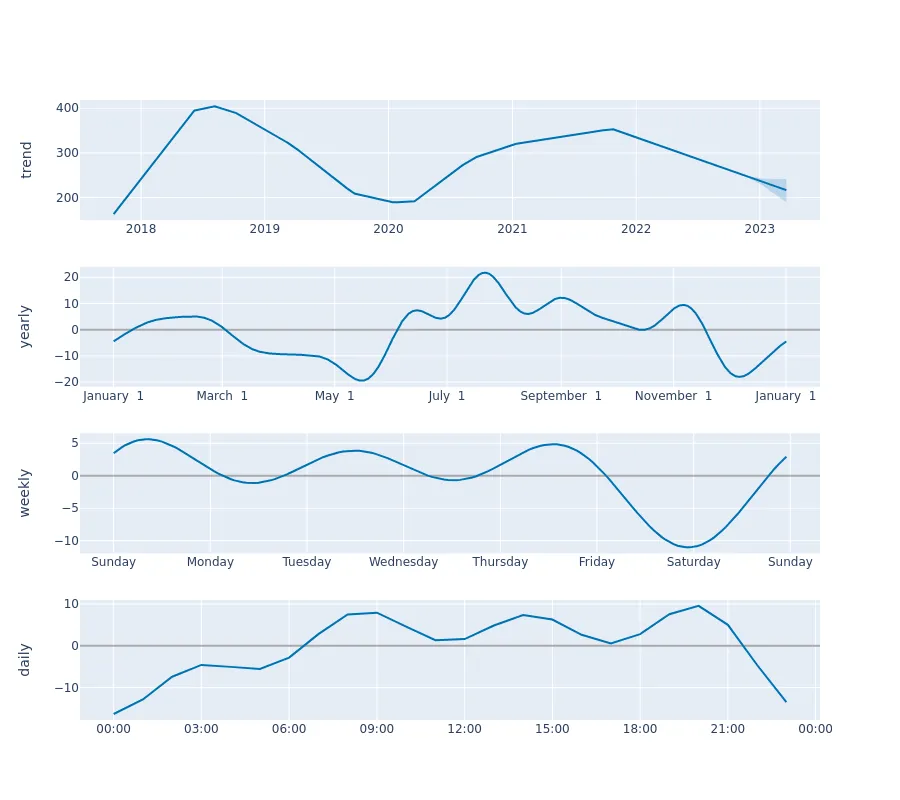 400
300
200
trend
2018 2019 2020 2021 2022 2023
20
10
0
−10
−20
yearly
January 1 March 1 May 1 July 1 September 1 November 1 January 1
5
0
−5
−10
weekly
Sunday Monday Tuesday Wednesday Thursday Friday Saturday Sunday
10
0
−10
daily
00:00 03:00 06:00 09:00 12:00 15:00 18:00 21:00 00:00